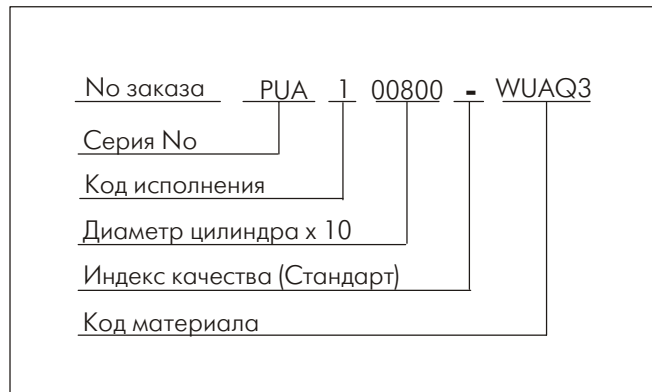 No заказа PUA 1 00800 - WUAQ3
Серия No
Код исполнения
Диаметр цилиндра x 10
Индекс качества (Стандарт)
Код материала